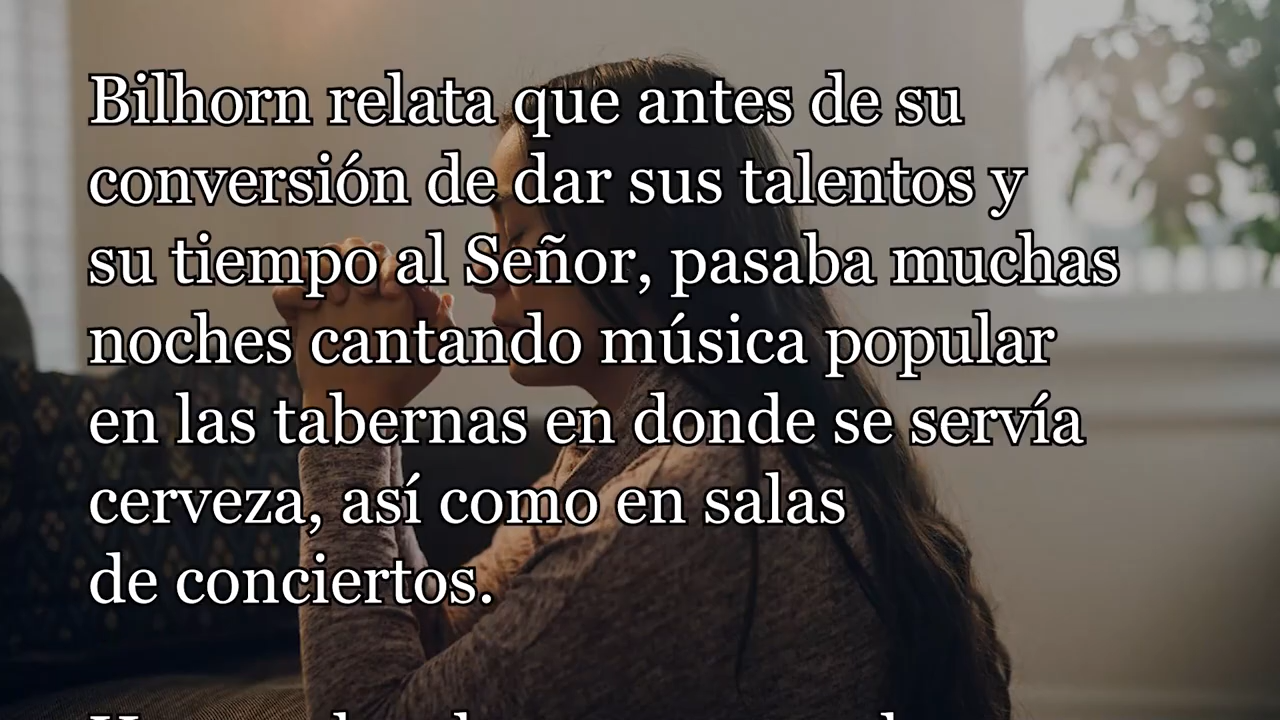 Bilhorn relata que antes de su
conversión de dar sus talentos y
su tiempo al Señor, pasaba muchas
noches cantando música popular
en las tabernas en donde se servía
cerveza, así como en salas
de conciertos.